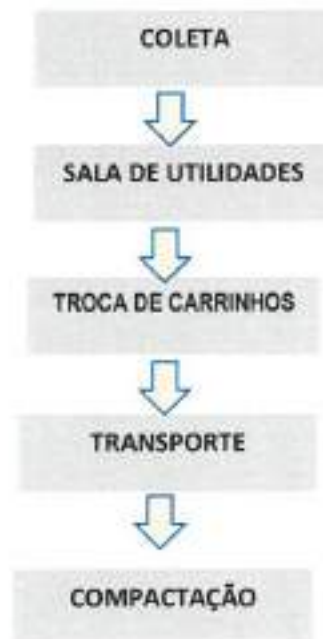 COLETA
SALA DE UTILIDADES
TROCA DE CARRINHOS
TRANSPORTE
COMPACTAÇÃO